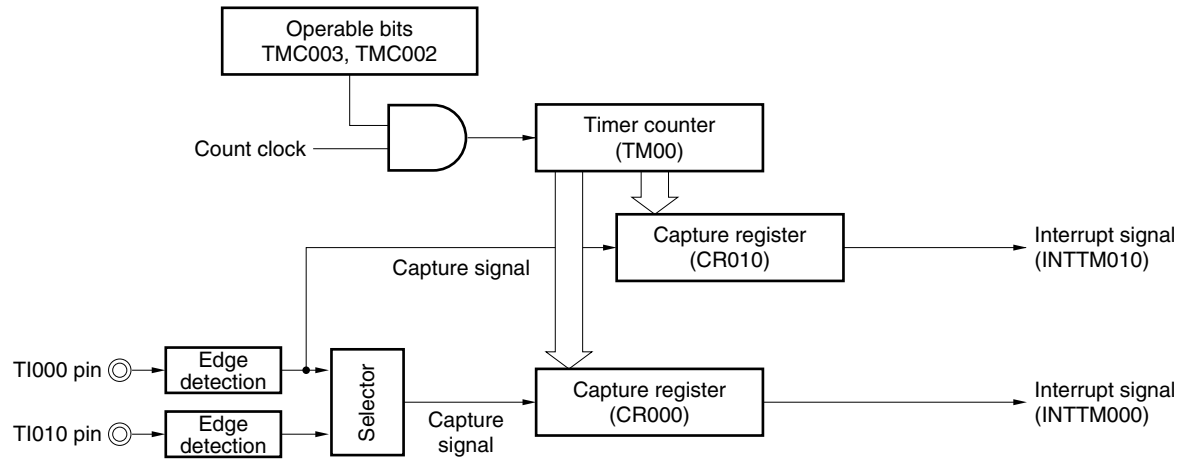 Operable bits
TMC003, TMC002
Count clock
Timer counter
(TM00)
Capture register
(CR010)
Interrupt signal
(INTTM010)
Capture signal
TI000 pin
Edge
detection
Selector
Capture register
(CR000)
Interrupt signal
(INTTM000)
Capture
signal
TI010 pin
Edge
detection